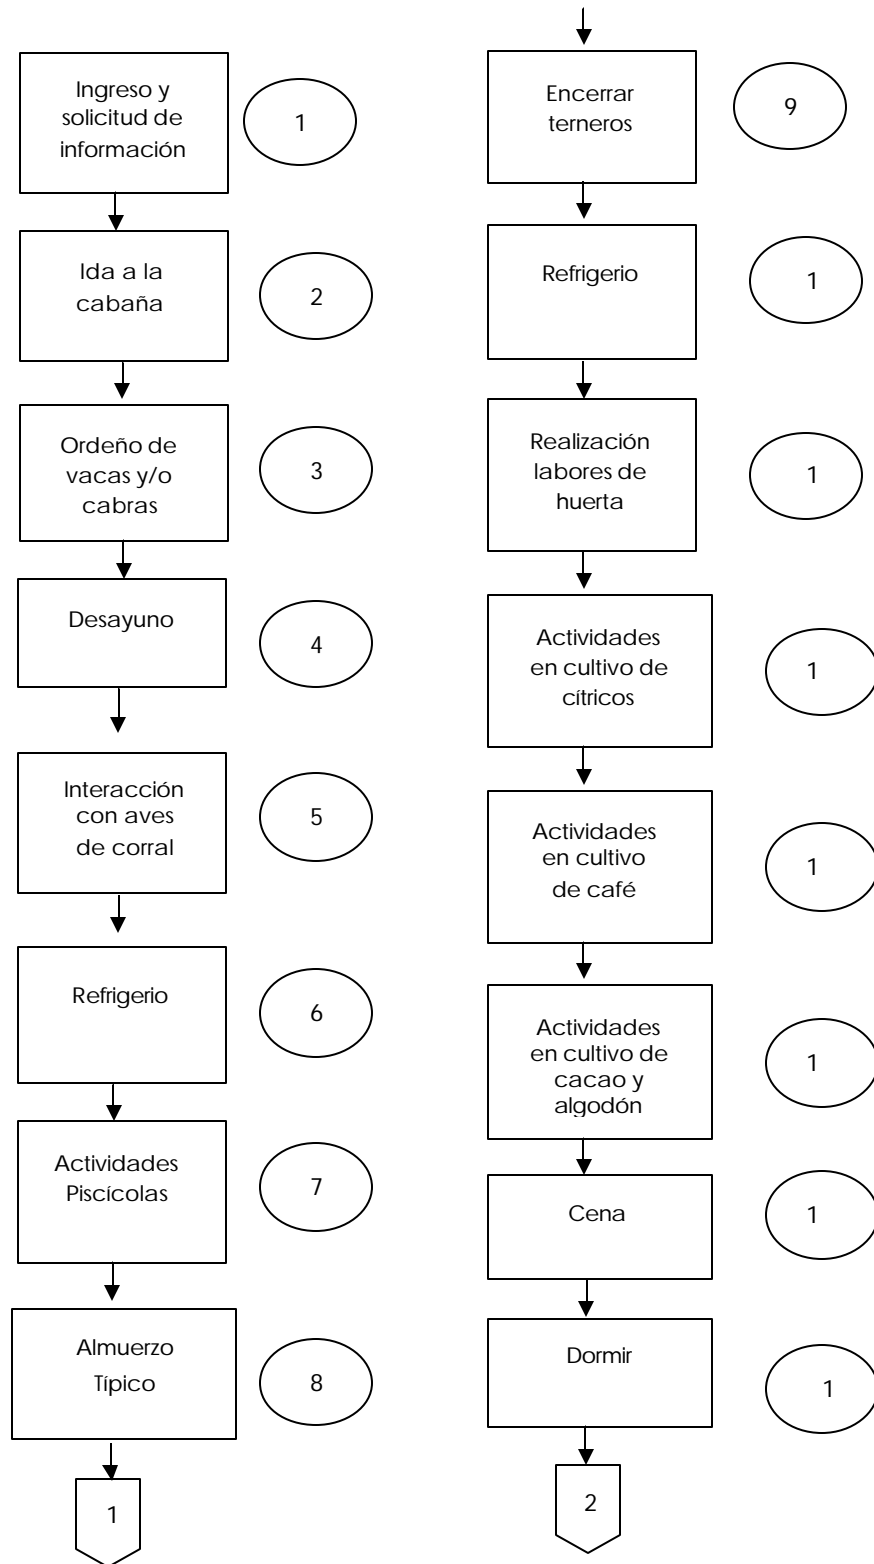 Ingreso y
solicitud de
información
1
Ida a la
cabaña
2
Ordeño de
vacas y/o
cabras
3
Desayuno
4
Interacción
con aves
de corral
5
Refrigerio
6
Actividades
Piscícolas
7
Almuerzo
Típico
8
1
Encerrar
terneros
9
Refrigerio
1
Realización
labores de
huerta
1
Actividades
en cultivo de
cítricos
1
Actividades
en cultivo
de café
1
Actividades
en cultivo de
cacao y
algodón
1
Cena
1
Dormir
1
2